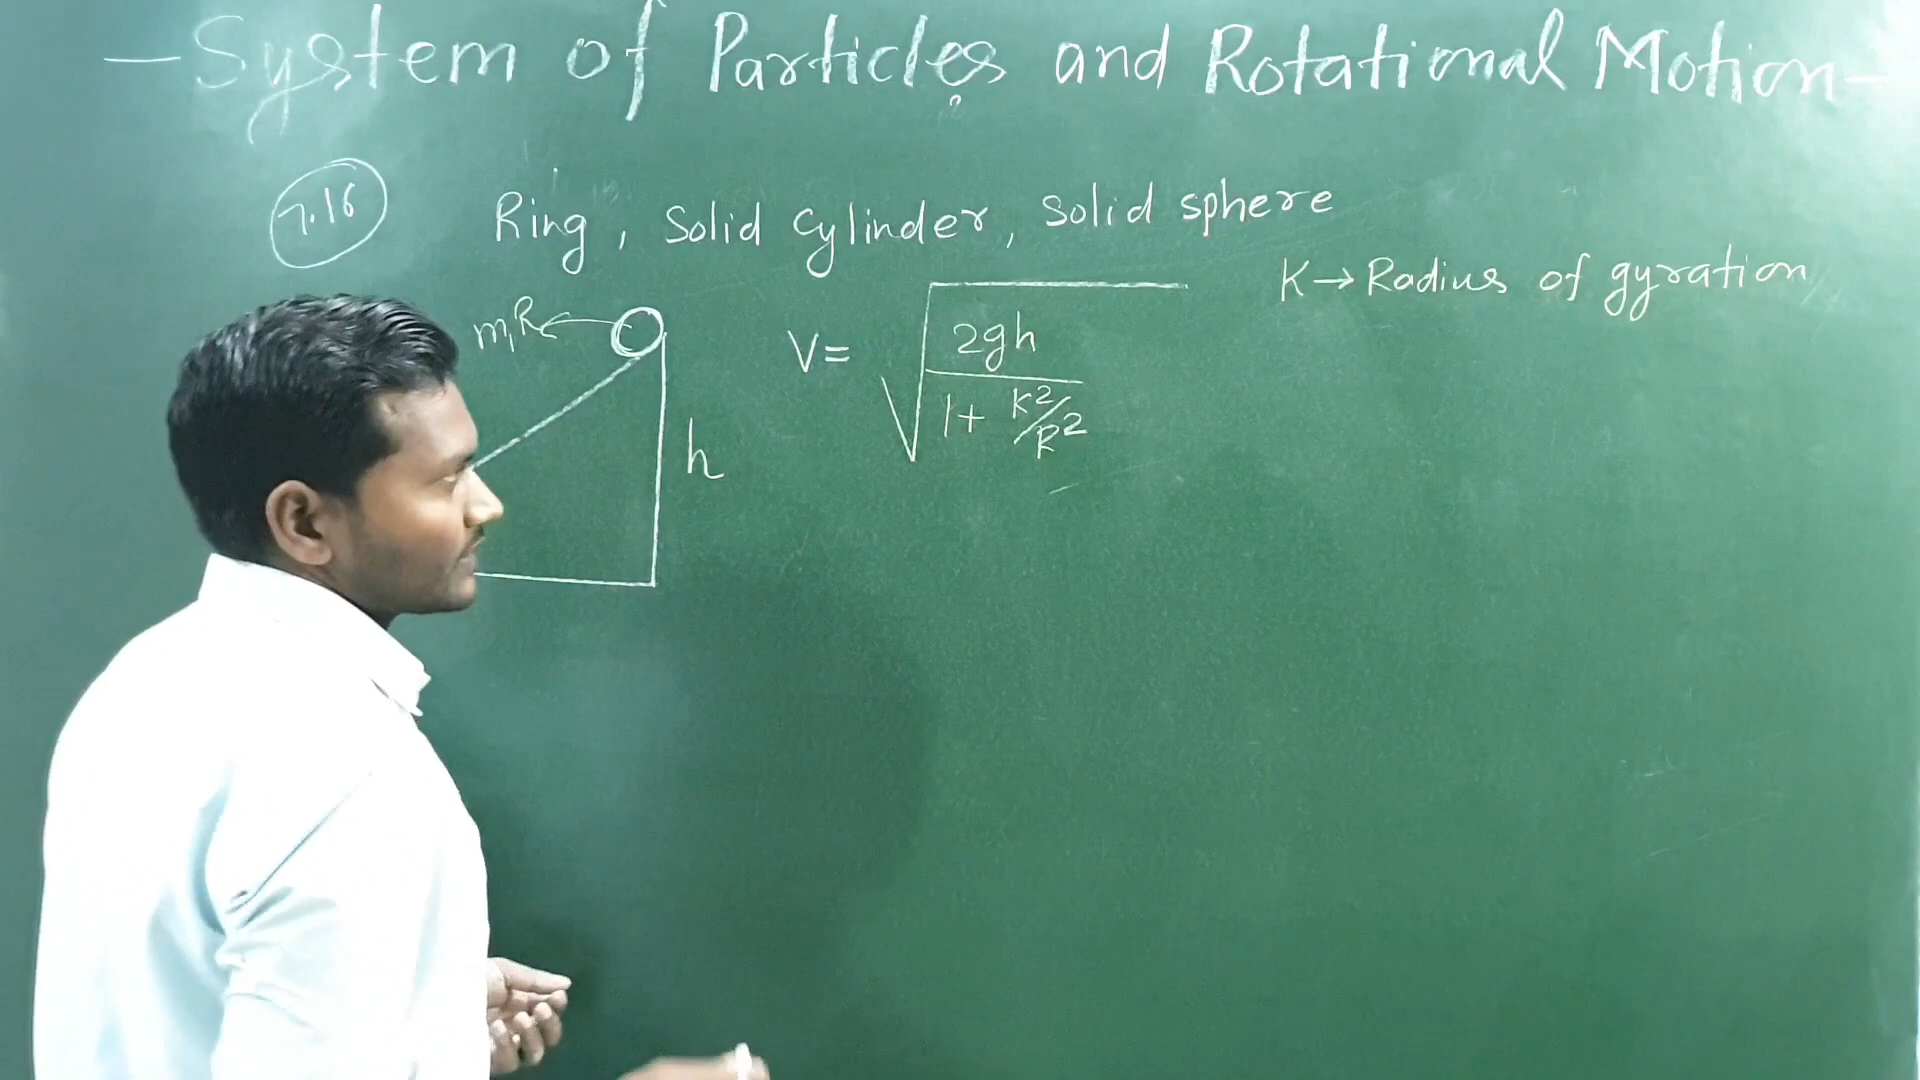 —System of Particles and Rotational Motion—
7.16
Ring, Solid Cylinder, Solid sphere
K→Radius of gyration
m,R
V= √(2gh / (1+ K²/R²))
h